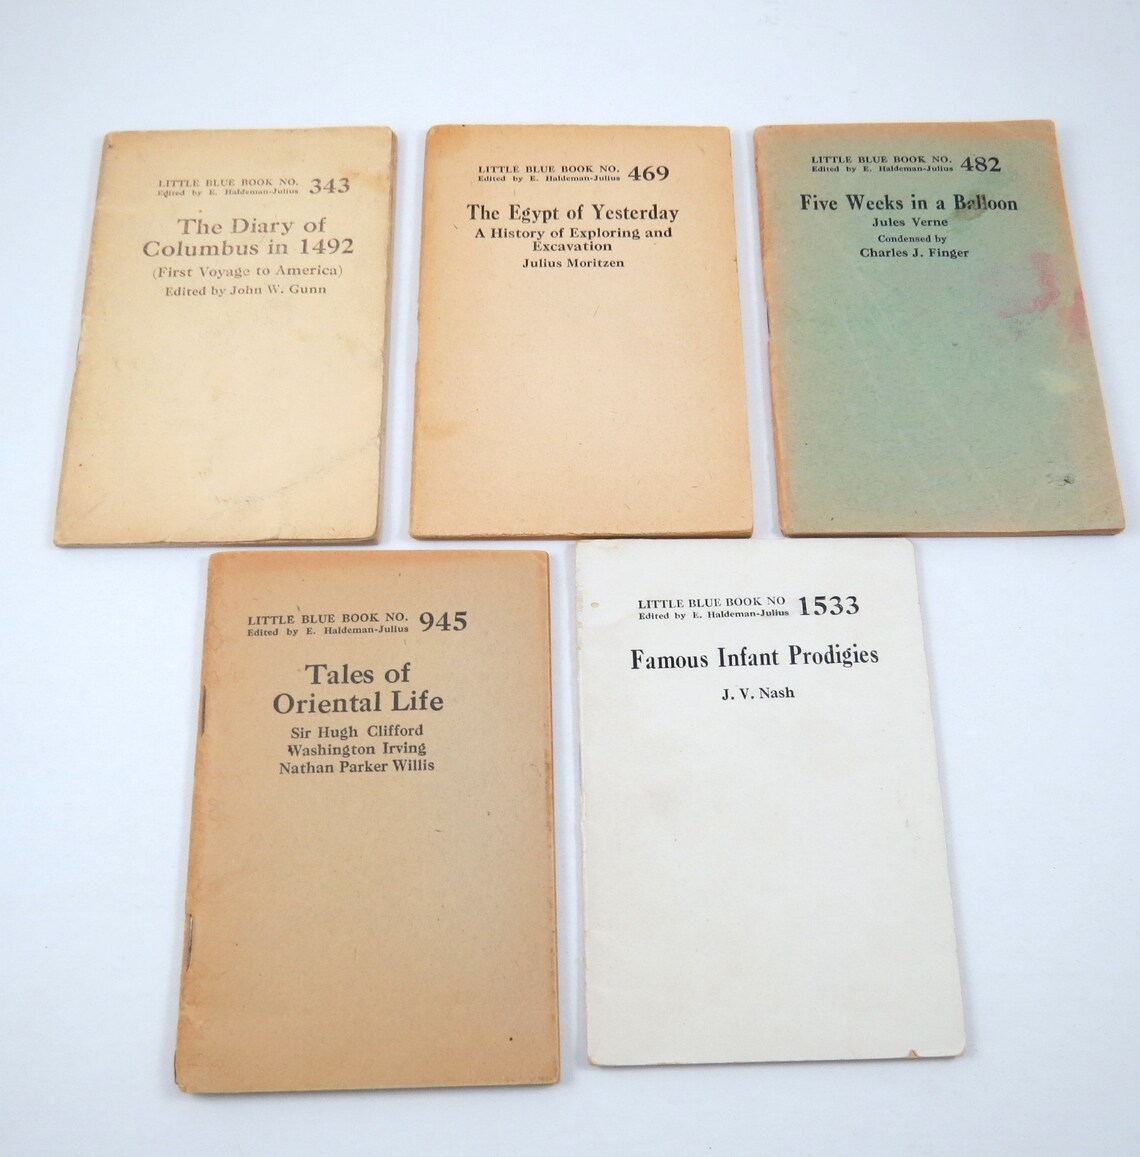 LITTLE BLUE BOOK NO. 343
Edited by E. Haldeman-Julius
The Diary of
Columbus in 1492
(First Voyage to America)
Edited by John W. Gunn
LITTLE BLUE BOOK NO. 469
Edited by E. Haldeman-Julius
The Egypt of Yesterday
A History of Exploring and
Excavation
Julius Moritzen
LITTLE BLUE BOOK NO. 482
Edited by E. Haldeman-Julius
Five Weeks in a Balloon
Jules Verne
Condensed by
Charles J. Finger
LITTLE BLUE BOOK NO. 945
Edited by E. Haldeman-Julius
Tales of
Oriental Life
Sir Hugh Clifford
Washington Irving
Nathan Parker Willis
LITTLE BLUE BOOK NO 1533
Edited by E. Haldeman-Julius
Famous Infant Prodigies
J. V. Nash